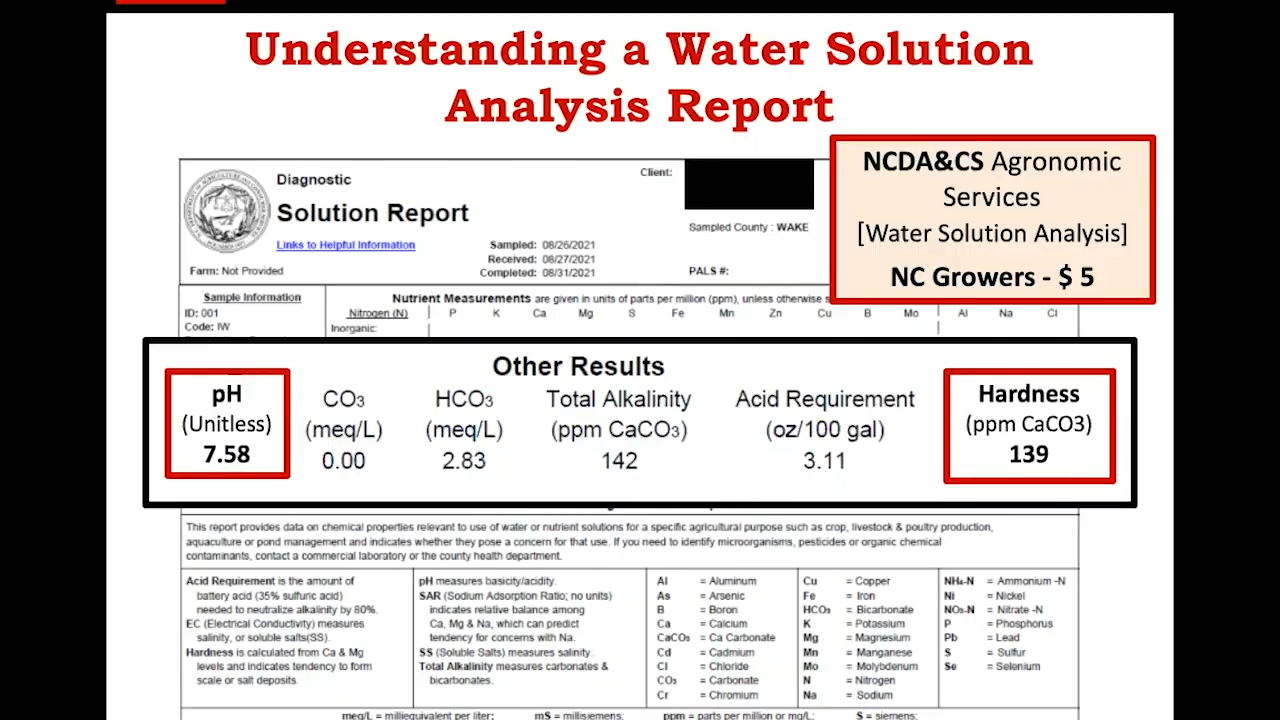 Understanding a Water Solution
Analysis Report
NCDA&CS Agronomic
Services
[Water Solution Analysis]
NC Growers - $ 5
Diagnostic
Solution Report
Links to Helpful Information
Client:
Sampled County : WAKE
Sampled: 08/26/2021
Received: 08/27/2021
Completed: 08/31/2021
Farm: Not Provided
PALS #:
Sample Information
ID: 001
Code: IW
Nutrient Measurements are given in units of parts per million (ppm), unless otherwise
Nitrogen (N) P K Ca Mg S Fe Mn Zn Cu B Mo Al Na Cl
Inorganic:
Other Results
pH
(Unitless)
7.58
CO3
(meq/L)
0.00
HCO3
(meq/L)
2.83
Total Alkalinity
(ppm CaCO3)
142
Acid Requirement
(oz/100 gal)
3.11
Hardness
(ppm CaCO3)
139
This report provides data on chemical properties relevant to use of water or nutrient solutions for a specific agricultural purpose such as crop, livestock & poultry production,
aquaculture or pond management and indicates whether they pose a concern for that use. If you need to identify microorganisms, pesticides or organic chemical
contaminants, contact a commercial laboratory or the county health department.
Acid Requirement is the amount of
battery acid (35% sulfuric acid)
needed to neutralize alkalinity by 80%.
EC (Electrical Conductivity) measures
salinity, or soluble salts(SS).
Hardness is calculated from Ca & Mg
levels and indicates tendency to form
scale or salt deposits.
pH measures basicity/acidity.
SAR (Sodium Adsorption Ratio; no units)
indicates relative balance among
Ca, Mg & Na, which can predict
tendency for concerns with Na.
SS (Soluble Salts) measures salinity.
Total Alkalinity measures carbonates &
bicarbonates.
Al = Aluminum
As = Arsenic
B = Boron
Ca = Calcium
CaCO3 = Ca Carbonate
Cd = Cadmium
Cl = Chloride
CO3 = Carbonate
Cr = Chromium
Cu = Copper
Fe = Iron
HCO3 = Bicarbonate
K = Potassium
Mg = Magnesium
Mn = Manganese
Mo = Molybdenum
N = Nitrogen
Na = Sodium
NH4-N = Ammonium -N
Ni = Nickel
NO3-N = Nitrate -N
P = Phosphorus
Pb = Lead
S = Sulfur
Se = Selenium
meq/L = milliequivalent per liter; mS = millisiemens; ppm = parts per million or mg/L; S = siemens;